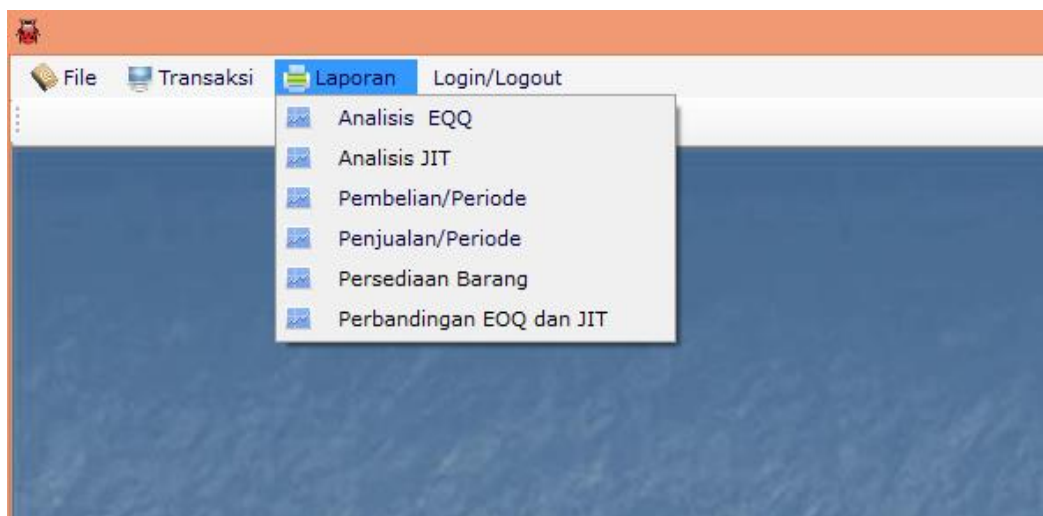 File Transaksi Laporan Login/Logout
Analisis EQQ
Analisis JIT
Pembelian/Periode
Penjualan/Periode
Persediaan Barang
Perbandingan EOQ dan JIT